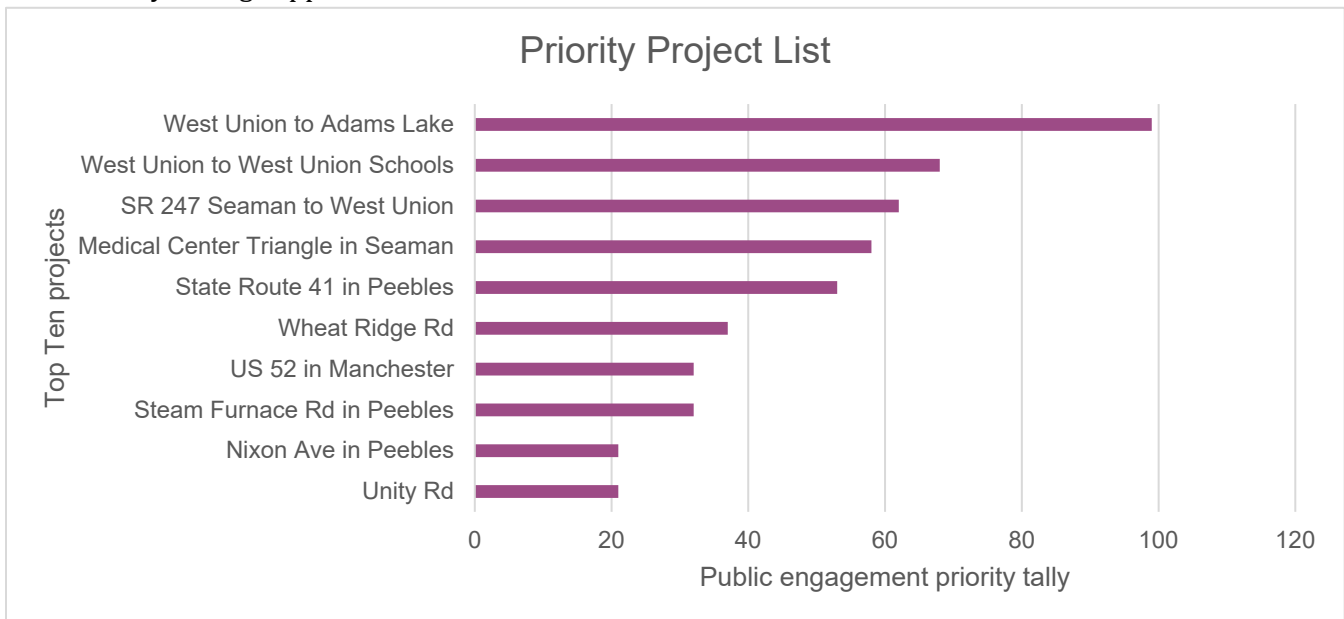 Priority Project List
West Union to Adams Lake
West Union to West Union Schools
SR 247 Seaman to West Union
Medical Center Triangle in Seaman
State Route 41 in Peebles
Wheat Ridge Rd
US 52 in Manchester
Steam Furnace Rd in Peebles
Nixon Ave in Peebles
Unity Rd
Top Ten projects
0 20 40 60 80 100 120
Public engagement priority tally